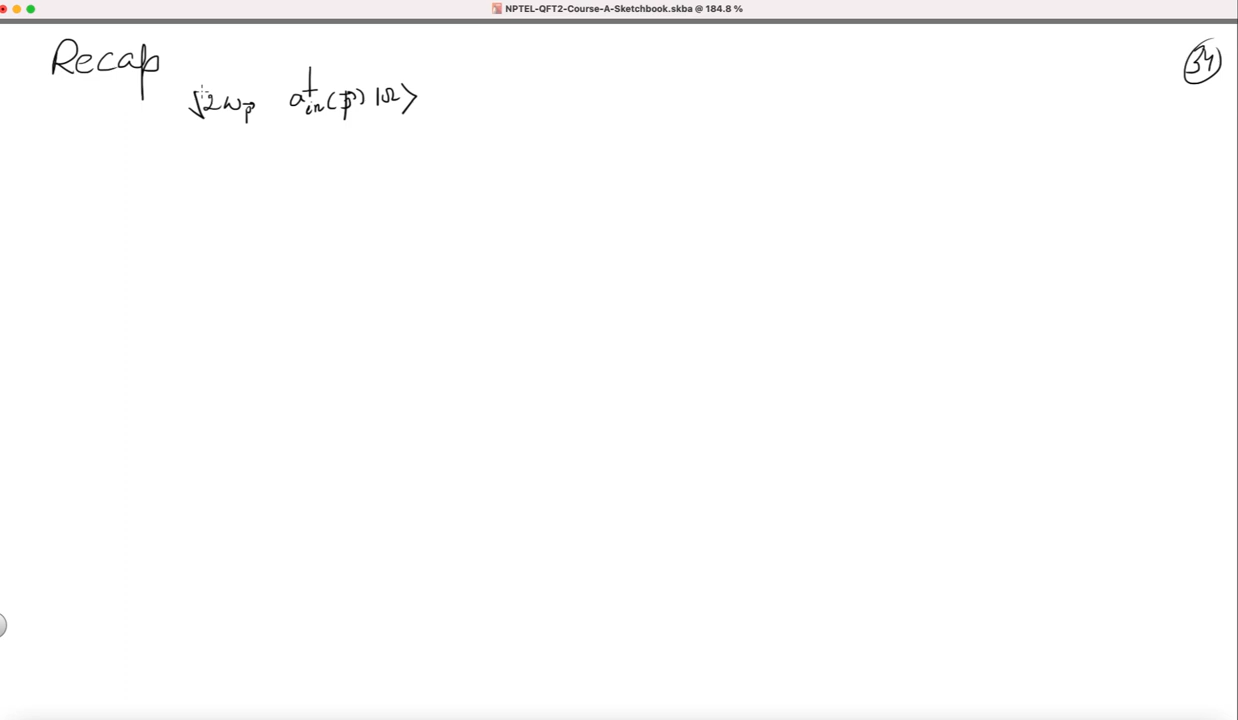 NPTEL-QFT2-Course-A-Sketchbook.skba @ 184.8 %
Recap
34
√2ω_p⃗ a†_in(p⃗) |Ω⟩